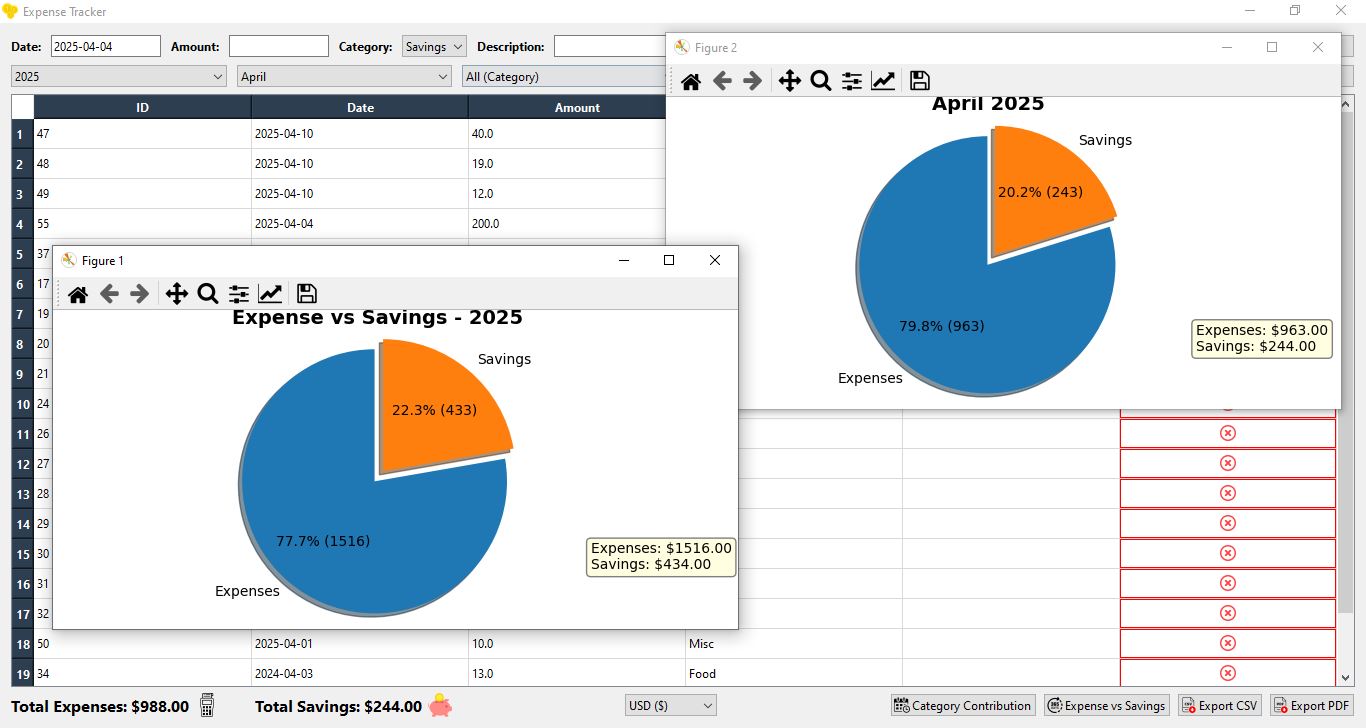 Expense Tracker
Date: 2025-04-04 Amount: Category: Savings Description:
2025 April All (Category)
ID Date Amount
1 47 2025-04-10 40.0
2 48 2025-04-10 19.0
3 49 2025-04-10 12.0
4 55 2025-04-04 200.0
5 37
6 17
7 19
8 20
9 21
10 24
11 26
12 27
13 28
14 29
15 30
16 31
17 32
18 50 2025-04-01 10.0 Misc
19 34 2024-04-03 13.0 Food
Figure 2
April 2025
Savings
20.2% (243)
79.8% (963)
Expenses
Expenses: $963.00
Savings: $244.00
Figure 1
Expense vs Savings - 2025
Savings
22.3% (433)
77.7% (1516)
Expenses
Expenses: $1516.00
Savings: $434.00
Total Expenses: $988.00 Total Savings: $244.00 USD ($) Category Contribution Expense vs Savings Export CSV Export PDF